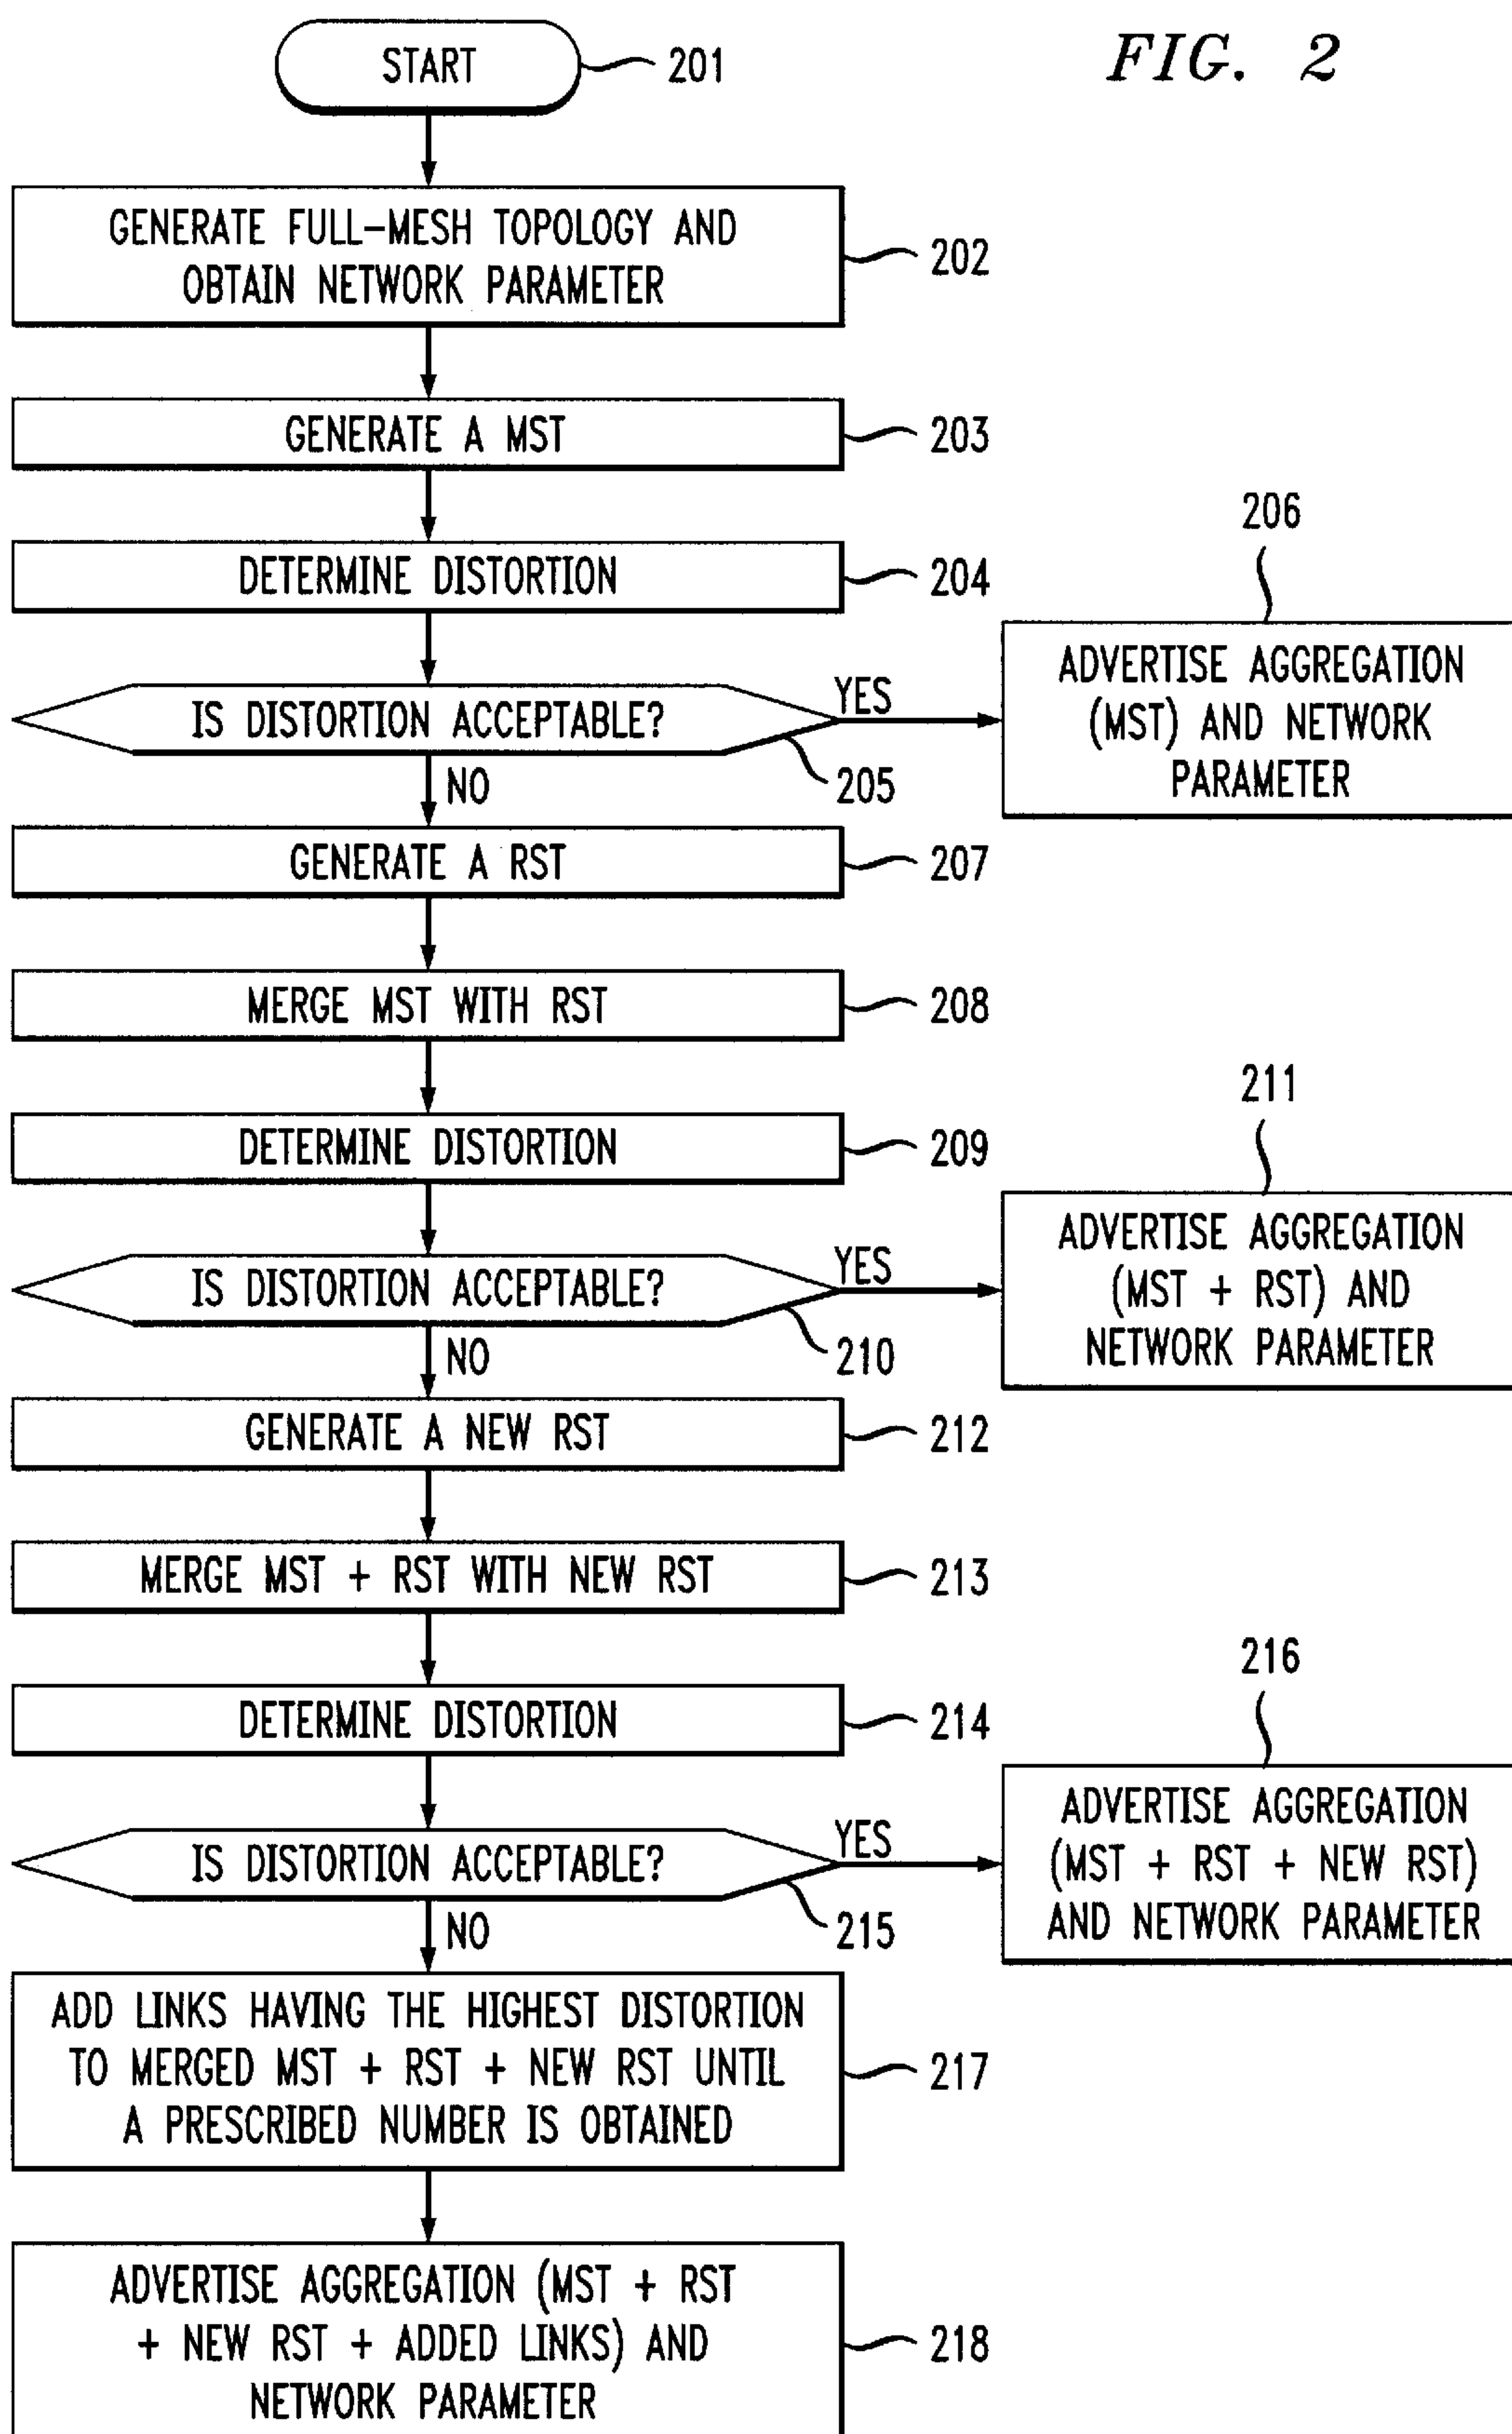 FIG. 2
START
201
GENERATE FULL-MESH TOPOLOGY AND
OBTAIN NETWORK PARAMETER
202
GENERATE A MST
203
DETERMINE DISTORTION
204
IS DISTORTION ACCEPTABLE?
205
YES
206
ADVERTISE AGGREGATION
(MST) AND NETWORK
PARAMETER
NO
GENERATE A RST
207
MERGE MST WITH RST
208
DETERMINE DISTORTION
209
IS DISTORTION ACCEPTABLE?
210
YES
211
ADVERTISE AGGREGATION
(MST + RST) AND
NETWORK PARAMETER
NO
GENERATE A NEW RST
212
MERGE MST + RST WITH NEW RST
213
DETERMINE DISTORTION
214
IS DISTORTION ACCEPTABLE?
215
YES
216
ADVERTISE AGGREGATION
(MST + RST + NEW RST)
AND NETWORK PARAMETER
NO
ADD LINKS HAVING THE HIGHEST DISTORTION
TO MERGED MST + RST + NEW RST UNTIL
A PRESCRIBED NUMBER IS OBTAINED
217
ADVERTISE AGGREGATION (MST + RST
+ NEW RST + ADDED LINKS) AND
NETWORK PARAMETER
218